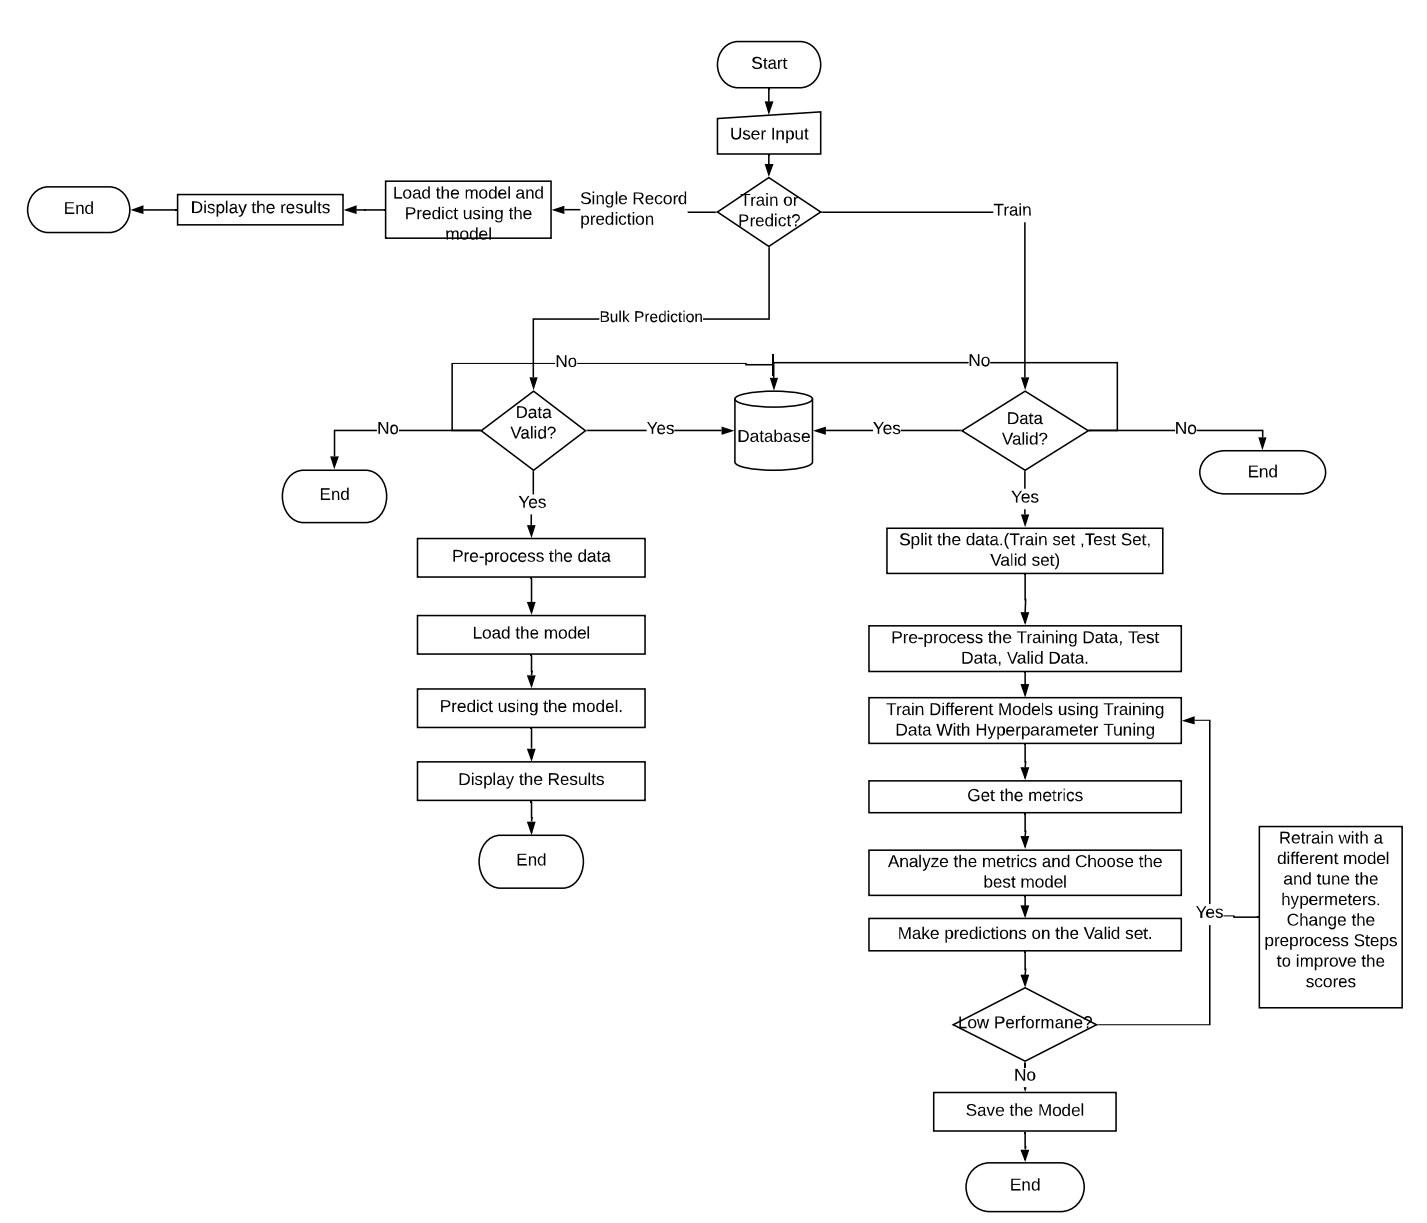 Start
User Input
Train or
Predict?
Single Record
prediction
Load the model and
Predict using the
model
Display the results
End
Train
Bulk Prediction
No
No
Data
Valid?
No
Yes
Database
Yes
Data
Valid?
No
End
End
Yes
Yes
Pre-process the data
Load the model
Predict using the model.
Display the Results
End
Split the data.(Train set ,Test Set,
Valid set)
Pre-process the Training Data, Test
Data, Valid Data.
Train Different Models using Training
Data With Hyperparameter Tuning
Get the metrics
Analyze the metrics and Choose the
best model
Make predictions on the Valid set.
Yes
Retrain with a
different model
and tune the
hypermeters.
Change the
preprocess Steps
to improve the
scores
Low Performane?
No
Save the Model
End